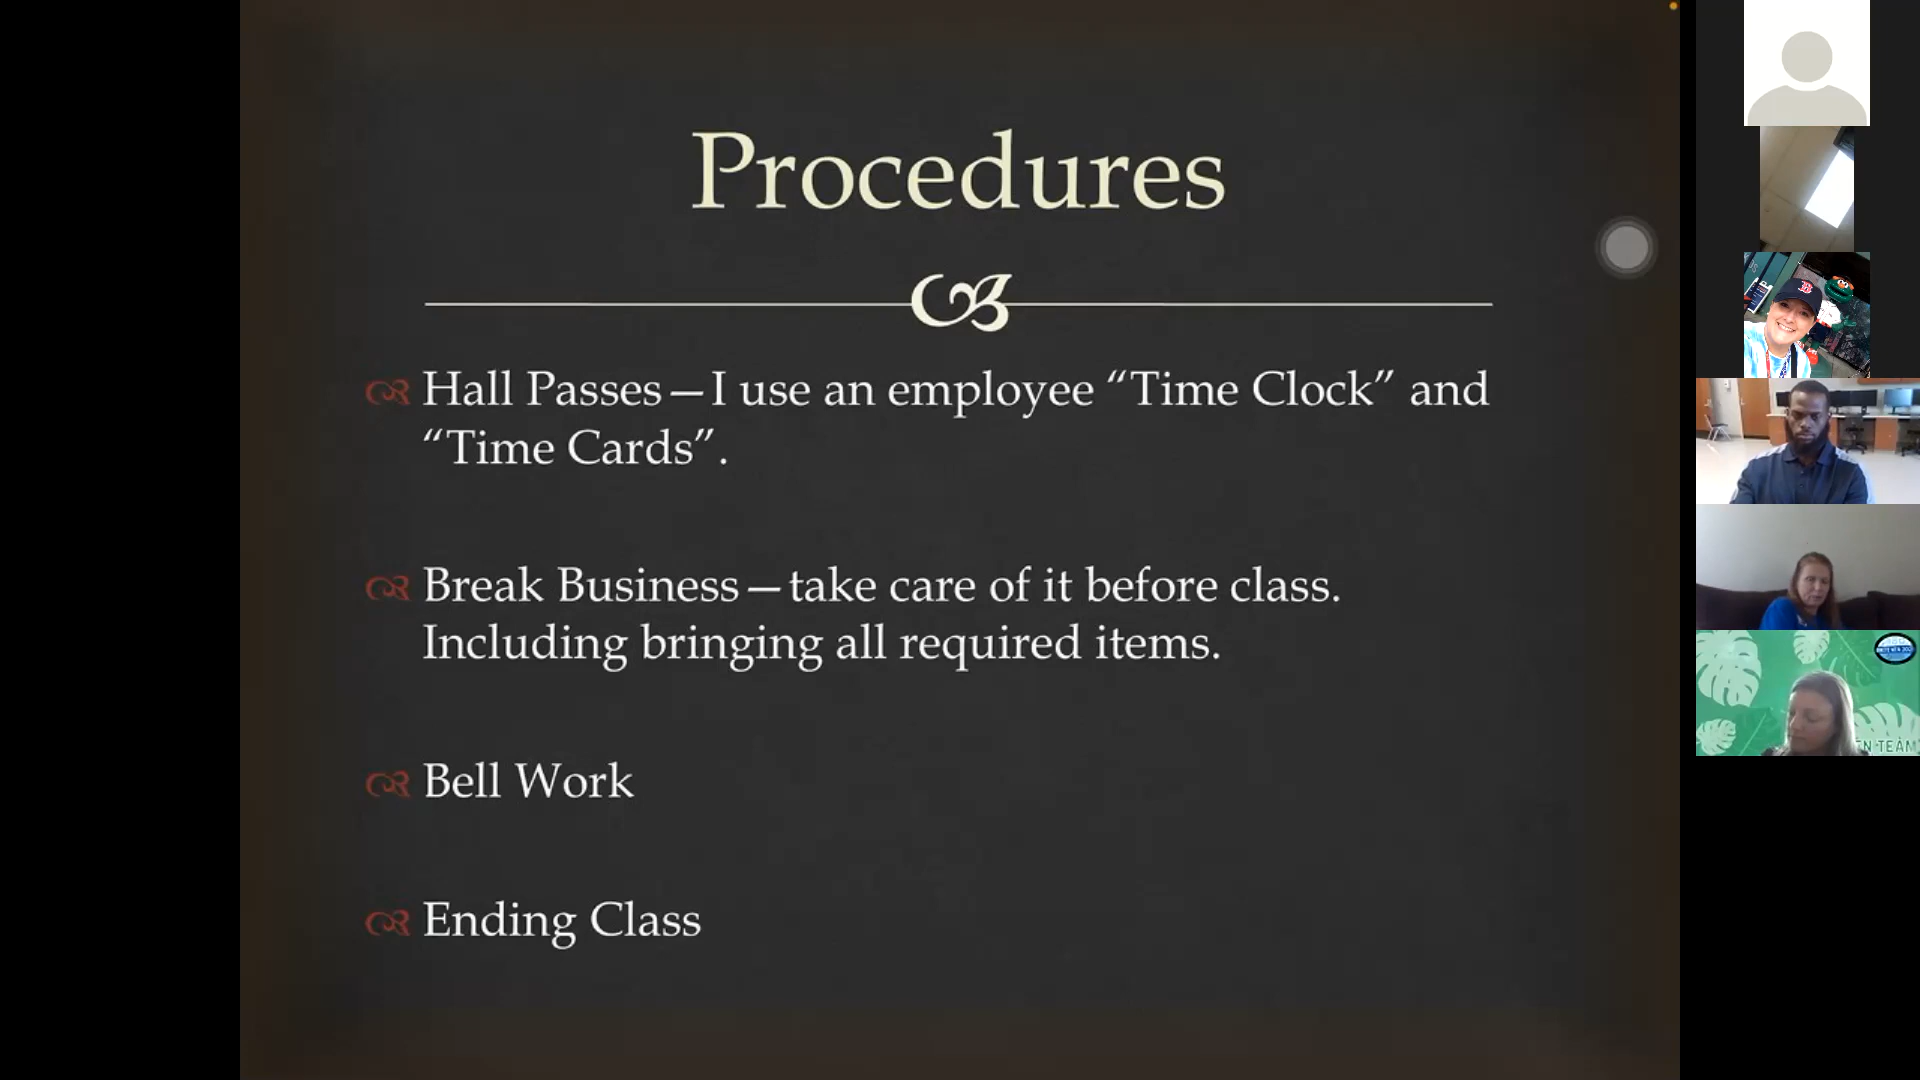 Procedures
Hall Passes—I use an employee “Time Clock” and
“Time Cards”.
Break Business—take care of it before class.
Including bringing all required items.
Bell Work
Ending Class
B
TEAM